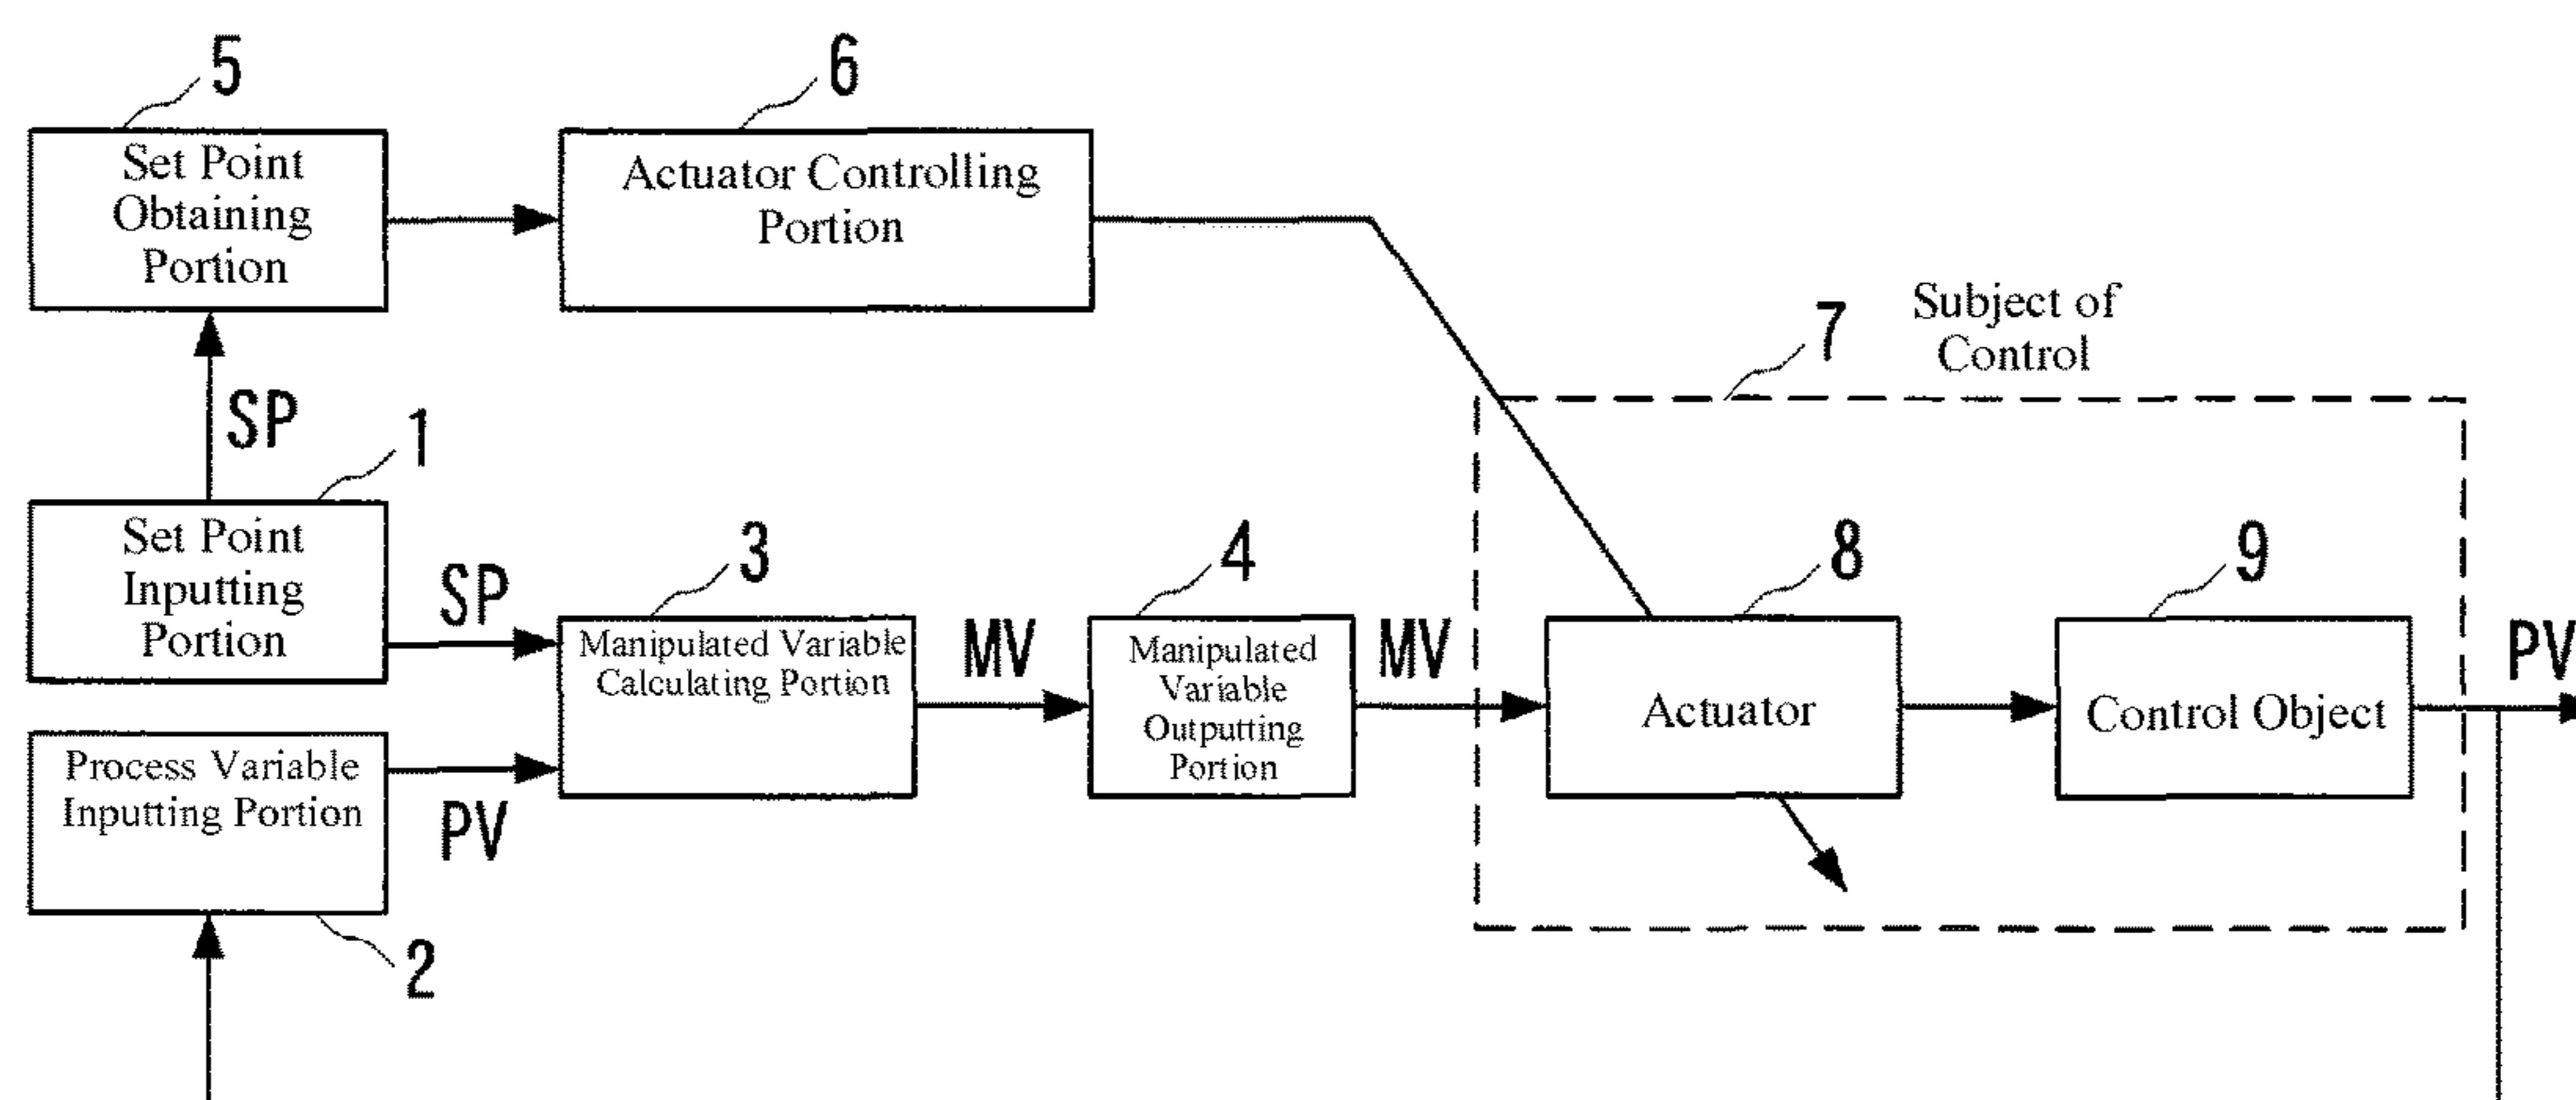 5
6
Set Point
Obtaining
Portion
Actuator Controlling
Portion
7
Subject of
Control
SP
1
Set Point
Inputting
Portion
SP
3
4
8
9
Manipulated Variable
Calculating Portion
MV
Manipulated
Variable
Outputting
Portion
MV
Actuator
Control Object
PV
Process Variable
Inputting Portion
PV
2